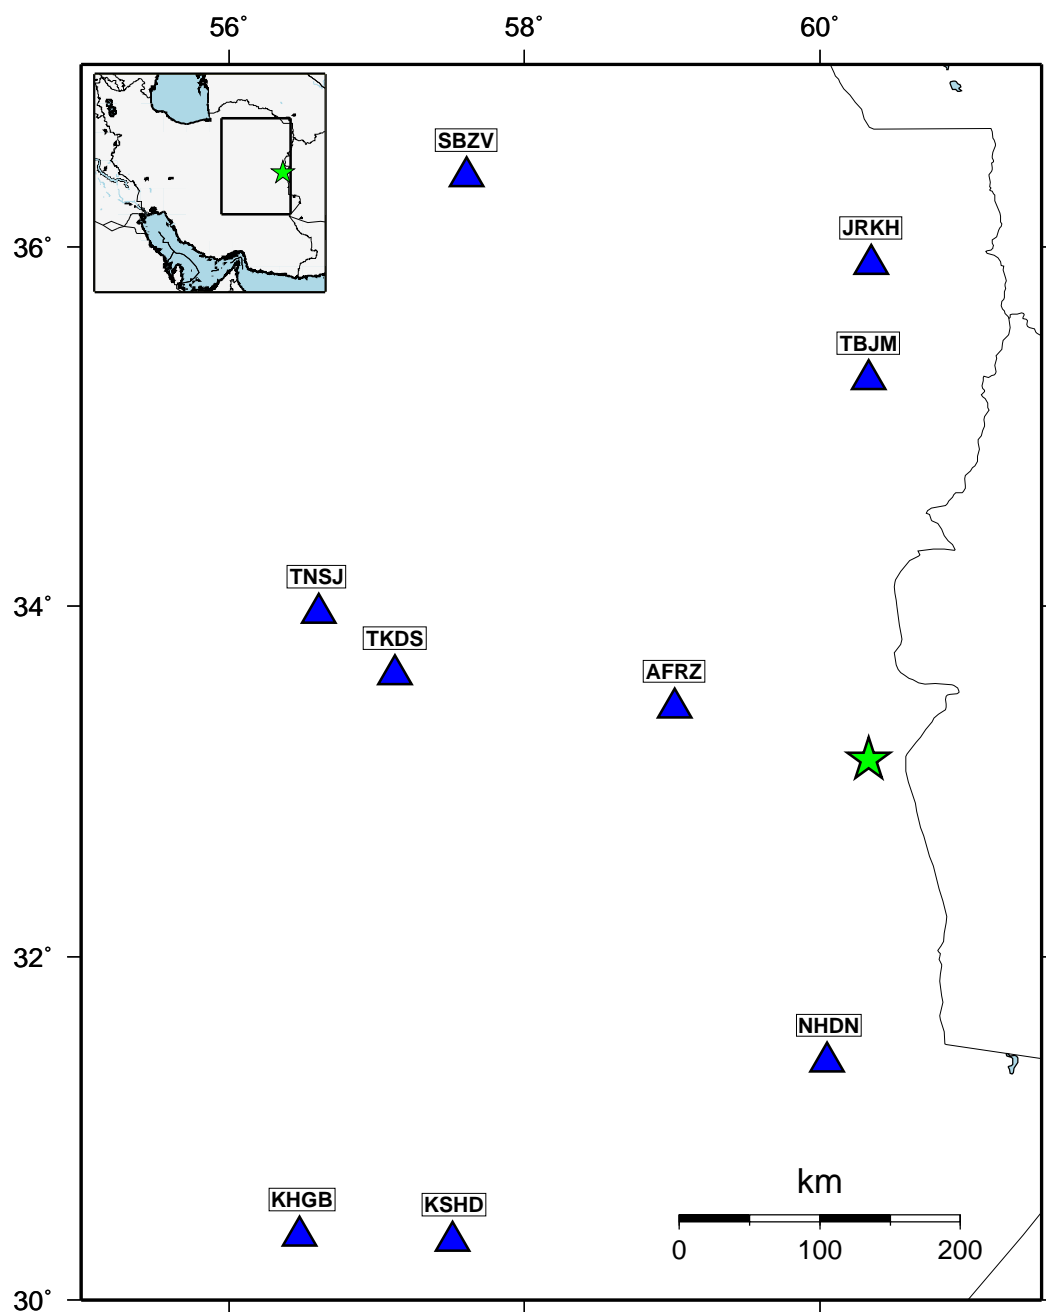 56° 58° 60°
SBZV
JRKH
36°
TBJM
TNSJ
34°
TKDS
AFRZ
32°
NHDN
km
KHGB KSHD
0 100 200
30°